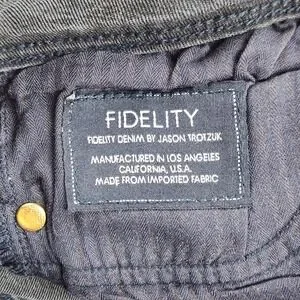 FIDELITY
FIDELITY DENIM BY JASON TROTZUK
MANUFACTURED IN LOS ANGELES
CALIFORNIA, U.S.A.
MADE FROM IMPORTED FABRIC